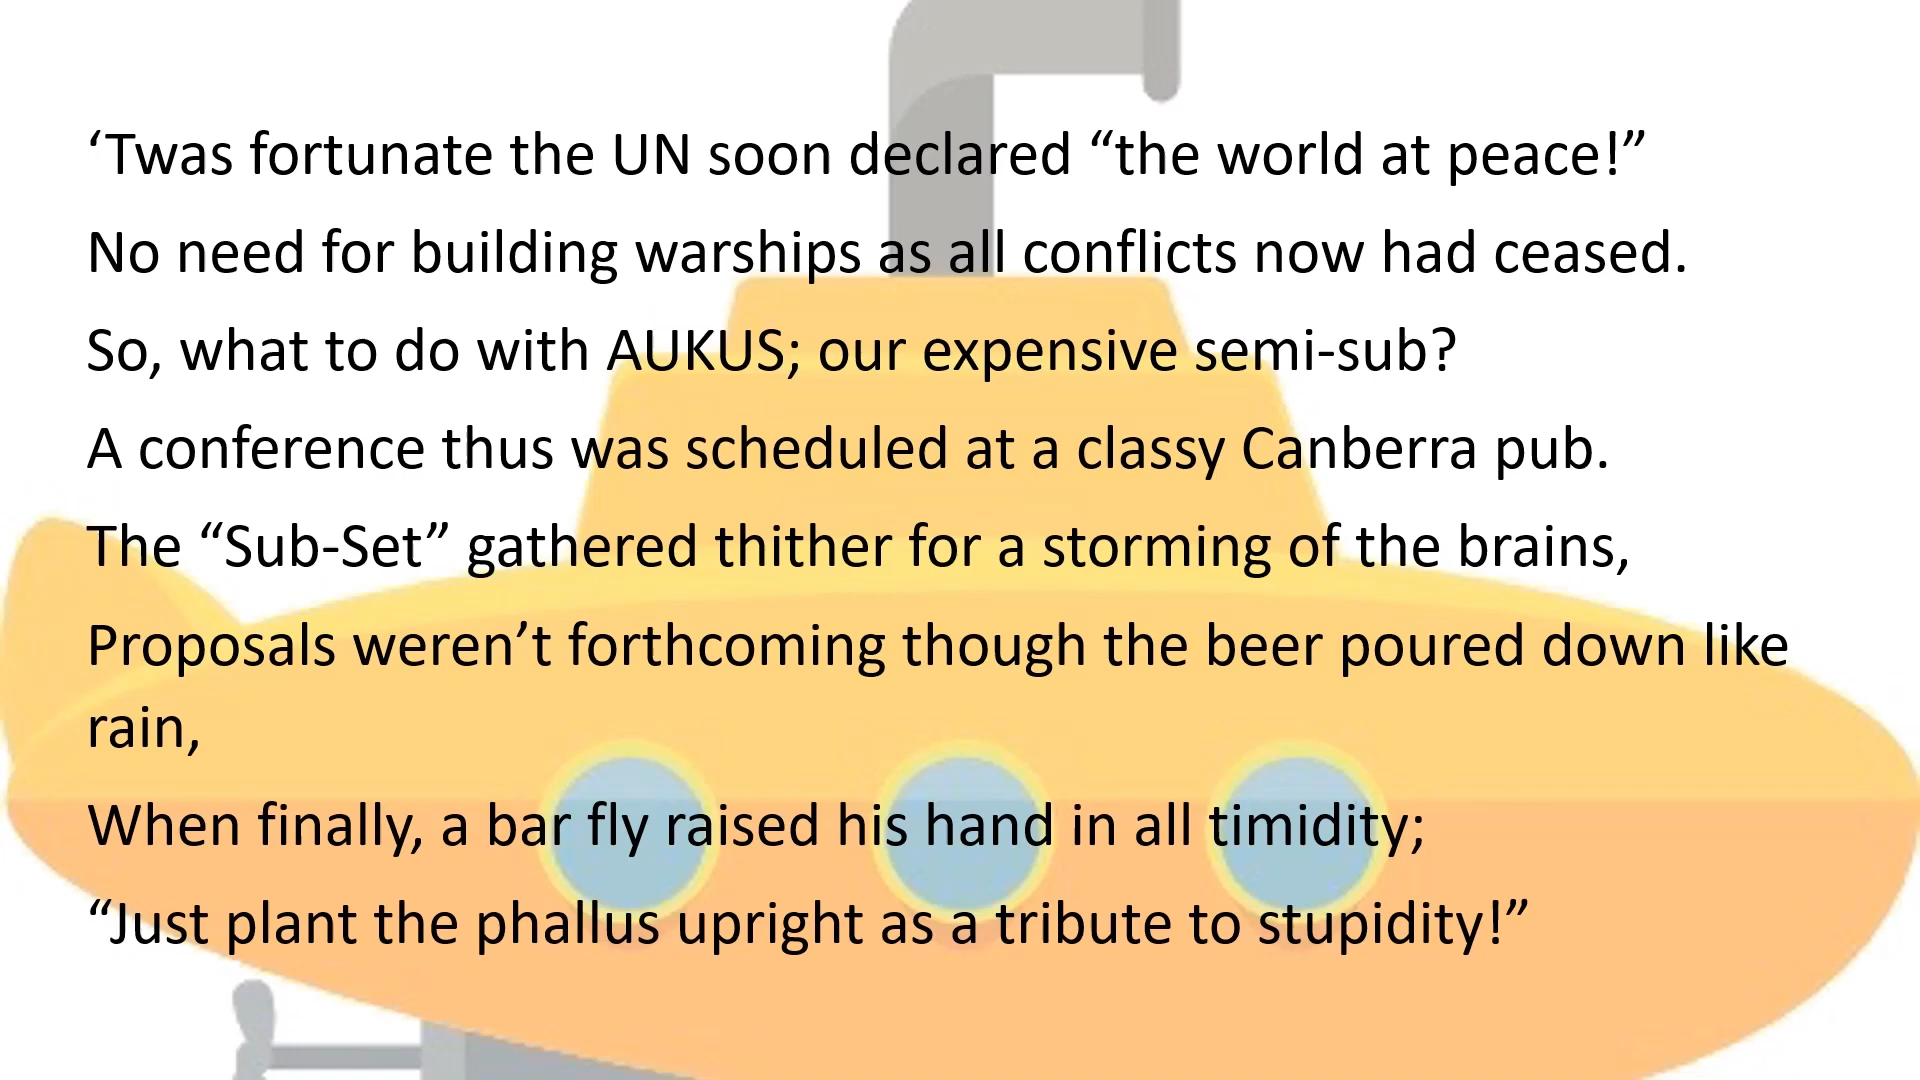 ‘Twas fortunate the UN soon declared “the world at peace!”
No need for building warships as all conflicts now had ceased.
So, what to do with AUKUS; our expensive semi-sub?
A conference thus was scheduled at a classy Canberra pub.
The “Sub-Set” gathered thither for a storming of the brains,
Proposals weren’t forthcoming though the beer poured down like
rain,
When finally, a bar fly raised his hand in all timidity;
“Just plant the phallus upright as a tribute to stupidity!”